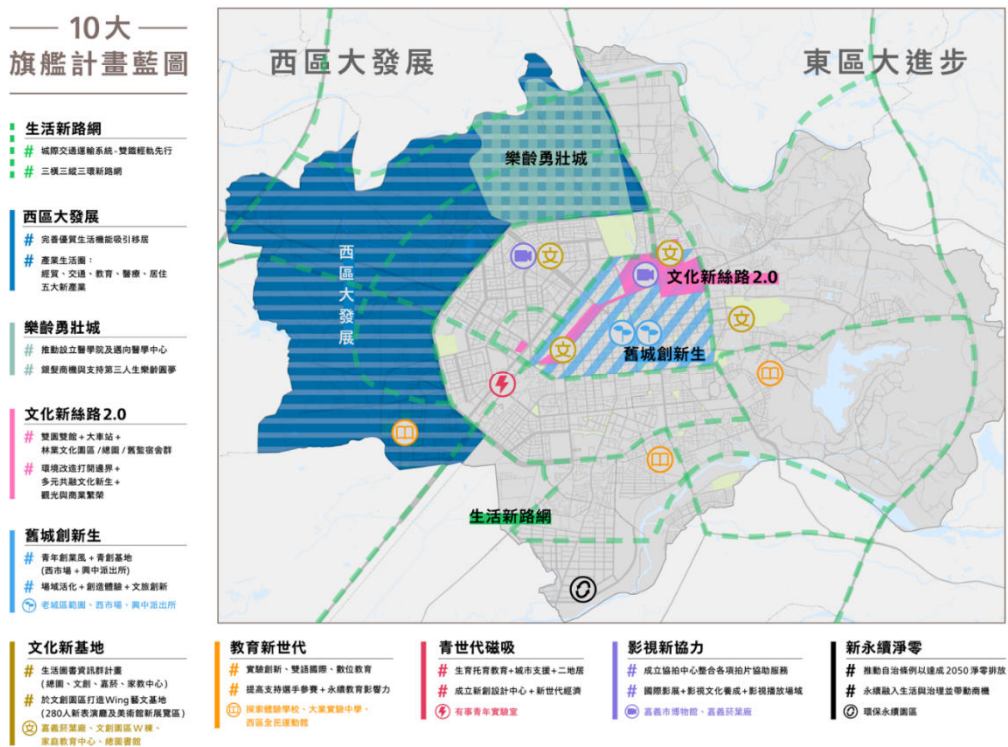 10大
旗艦計畫藍圖
生活新路網
# 城際交通運輸系統-雙鐵輕軌先行
# 三橫三縱三環新路網
西區大發展
# 完善優質生活機能吸引移居
# 產業生活圈：
經貿、交通、教育、醫療、居住
五大新產業
樂齡勇壯城
# 推動設立醫學院及邁向醫學中心
# 銀髮商機與支持第三人生樂齡圓夢
文化新絲路2.0
# 雙園雙館+大車站+
林業文化園區/總圖/舊監宿舍群
# 環境改造打開邊界+
多元共融文化新生+
觀光與商業繁榮
舊城創新生
# 青年創業風+青創基地
(西市場+興中派出所)
# 場域活化+創造體驗+文旅創新
老城區範圍、西市場、興中派出所
西區大發展
東區大進步
樂齡勇壯城
西區大發展
文
文
文化新絲路2.0
文
文
舊城創新生
生活新路網
文化新基地
# 生活圖書資訊群計畫
(總圖、文創、嘉菸、家教中心)
# 於文創園區打造Wing藝文基地
(280人新表演廳及美術館新展覽區)
文 嘉義菸葉廠、文創園區W棟、
家庭教育中心、總圖書館
教育新世代
# 實驗創新、雙語國際、數位教育
# 提高支持選手參賽+永續教育影響力
探索體驗學校、大業實驗中學、
西區全民運動館
青世代磁吸
# 生育托育教育+城市支援+二地居
# 成立新創設計中心+新世代經濟
有事青年實驗室
影視新協力
# 成立協拍中心整合各項拍片協助服務
# 國際影展+影視文化養成+影視播放場域
嘉義市博物館、嘉義菸葉廠
新永續淨零
# 推動自治條例以達成2050淨零排放
# 永續融入生活與治理並帶動商機
環保永續園區